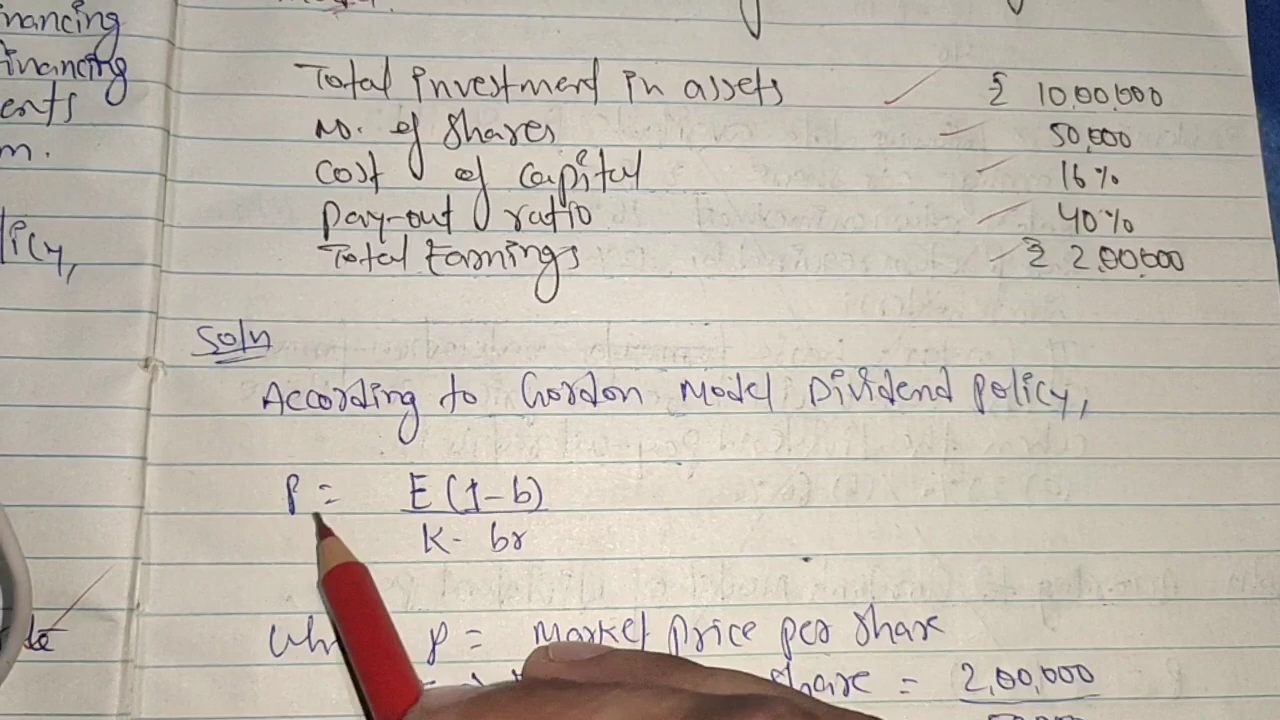 nancing
inancing
ents
m.
licy,
Total investment in assets ₹ 10,00,000
No. of Shares 50,000
Cost of capital 16%
Pay-out ratio 40%
Total Earnings ₹ 2,00,000
Soln
According to Gordon Model Dividend policy,
P = E (1-b)
K - br
P = Market price per share
share = 2,00,000